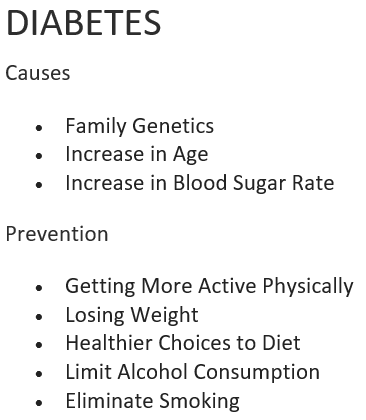 DIABETES
Causes
• Family Genetics
• Increase in Age
• Increase in Blood Sugar Rate
Prevention
• Getting More Active Physically
• Losing Weight
• Healthier Choices to Diet
• Limit Alcohol Consumption
• Eliminate Smoking